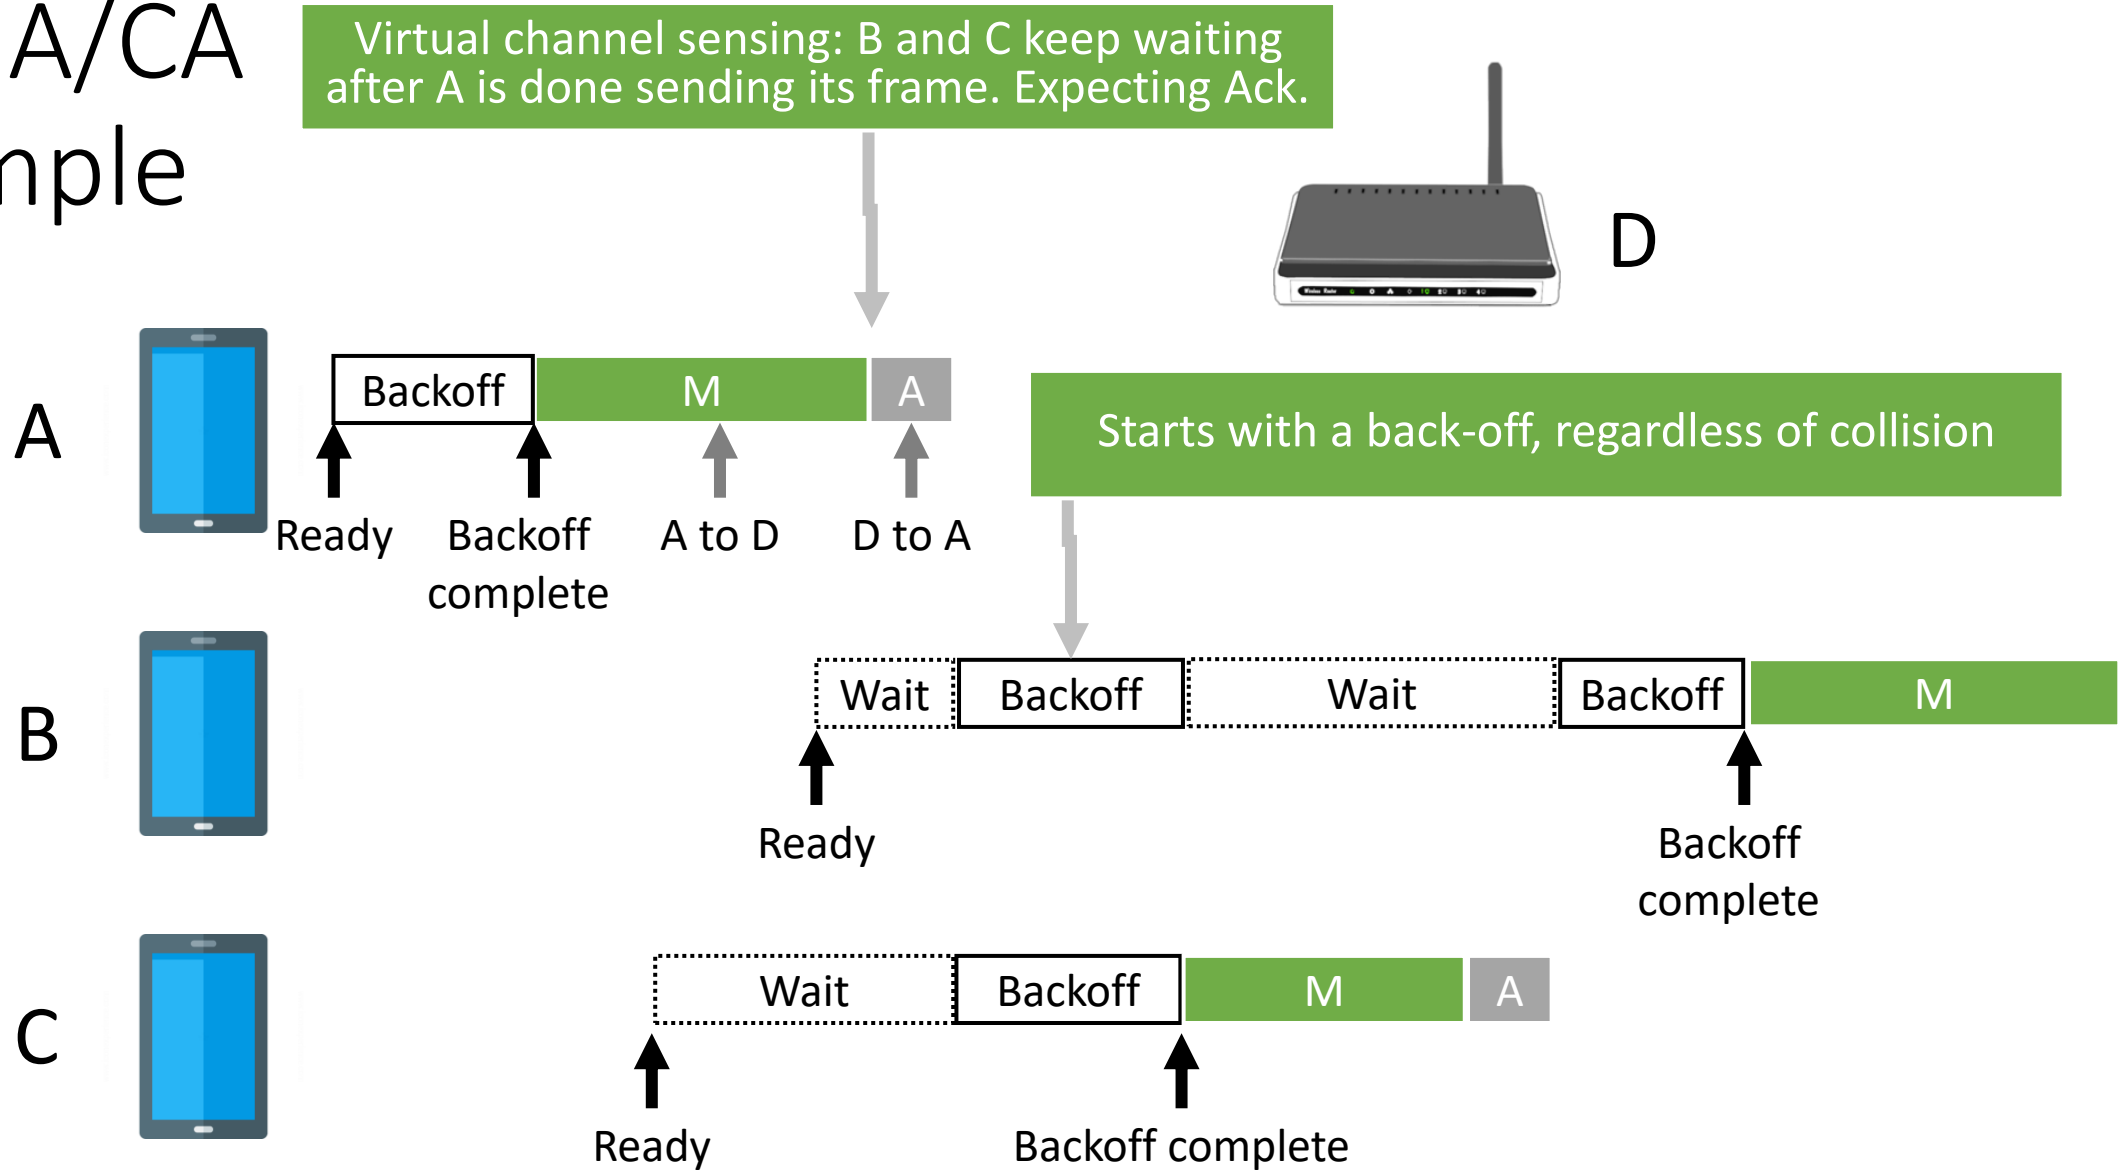 A/CA
mple
Virtual channel sensing: B and C keep waiting
after A is done sending its frame. Expecting Ack.
D
A
Backoff
M
A
Ready
Backoff
complete
A to D
D to A
Starts with a back-off, regardless of collision
B
Wait
Backoff
Wait
Backoff
M
Ready
Backoff
complete
C
Wait
Backoff
M
A
Ready
Backoff complete